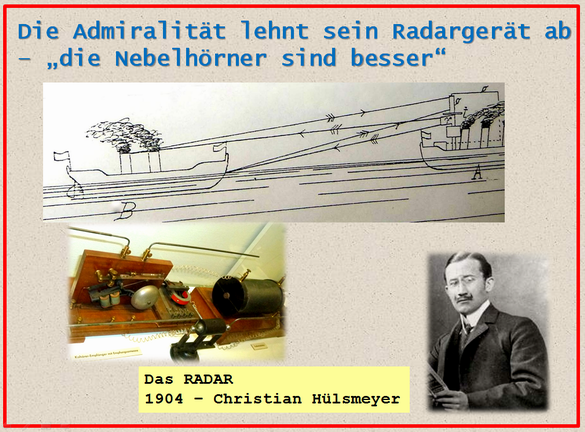 Die Admiralität lehnt sein Radargerät ab
– „die Nebelhörner sind besser“
B
A
Das RADAR
1904 – Christian Hülsmeyer